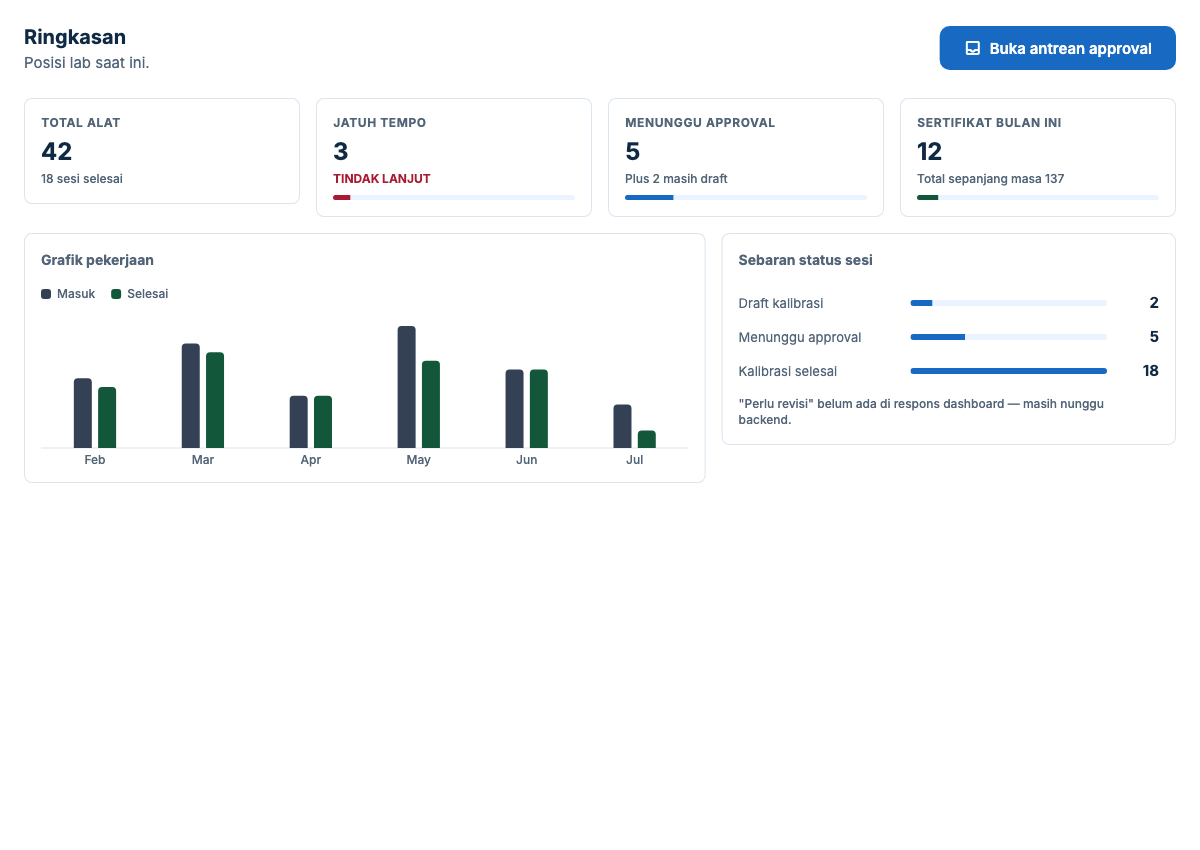 Ringkasan
Posisi lab saat ini.
Buka antrean approval
TOTAL ALAT
42
18 sesi selesai
JATUH TEMPO
3
TINDAK LANJUT
MENUNGGU APPROVAL
5
Plus 2 masih draft
SERTIFIKAT BULAN INI
12
Total sepanjang masa 137
Grafik pekerjaan
Masuk Selesai
Feb Mar Apr May Jun Jul
Sebaran status sesi
Draft kalibrasi 2
Menunggu approval 5
Kalibrasi selesai 18
"Perlu revisi" belum ada di respons dashboard — masih nunggu
backend.